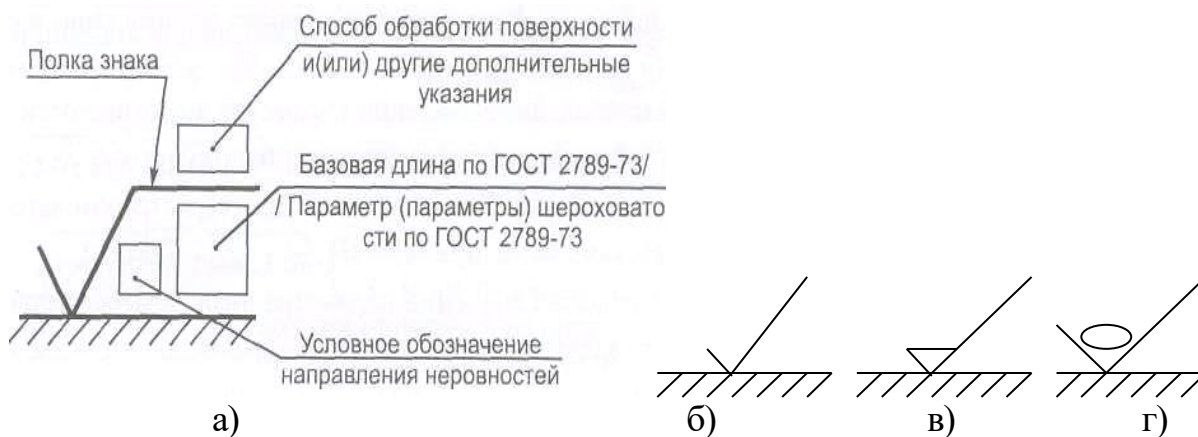 Способ обработки поверхности
и(или) другие дополнительные
указания
Полка знака
Базовая длина по ГОСТ 2789-73/
/ Параметр (параметры) шероховато
сти по ГОСТ 2789-73
Условное обозначение
направления неровностей
а)
б)
в)
г)